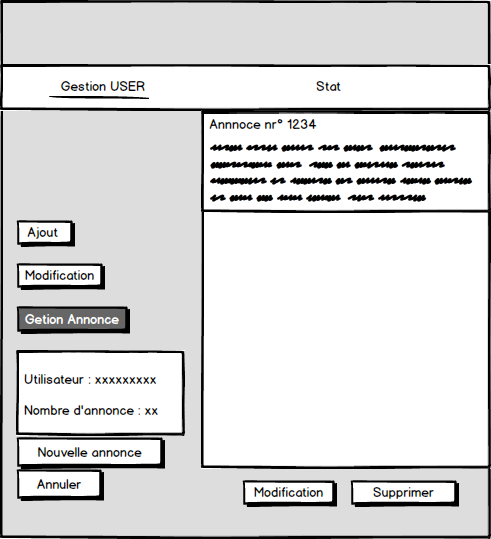 Gestion USER
Stat
Annnoce nr° 1234
Ajout
Modification
Getion Annonce
Utilisateur : xxxxxxxxx
Nombre d'annonce : xx
Nouvelle annonce
Annuler
Modification
Supprimer